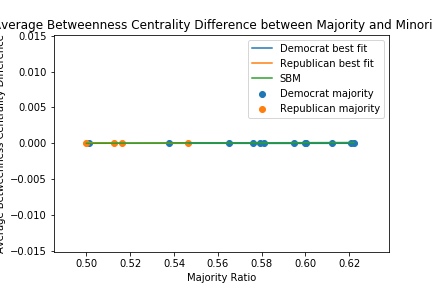 Average Betweenness Centrality Difference between Majority and Minori
0.015
0.010
0.005
0.000
−0.005
−0.010
−0.015
Average Betweenness Centrality Difference
Democrat best fit
Republican best fit
SBM
Democrat majority
Republican majority
0.50 0.52 0.54 0.56 0.58 0.60 0.62
Majority Ratio